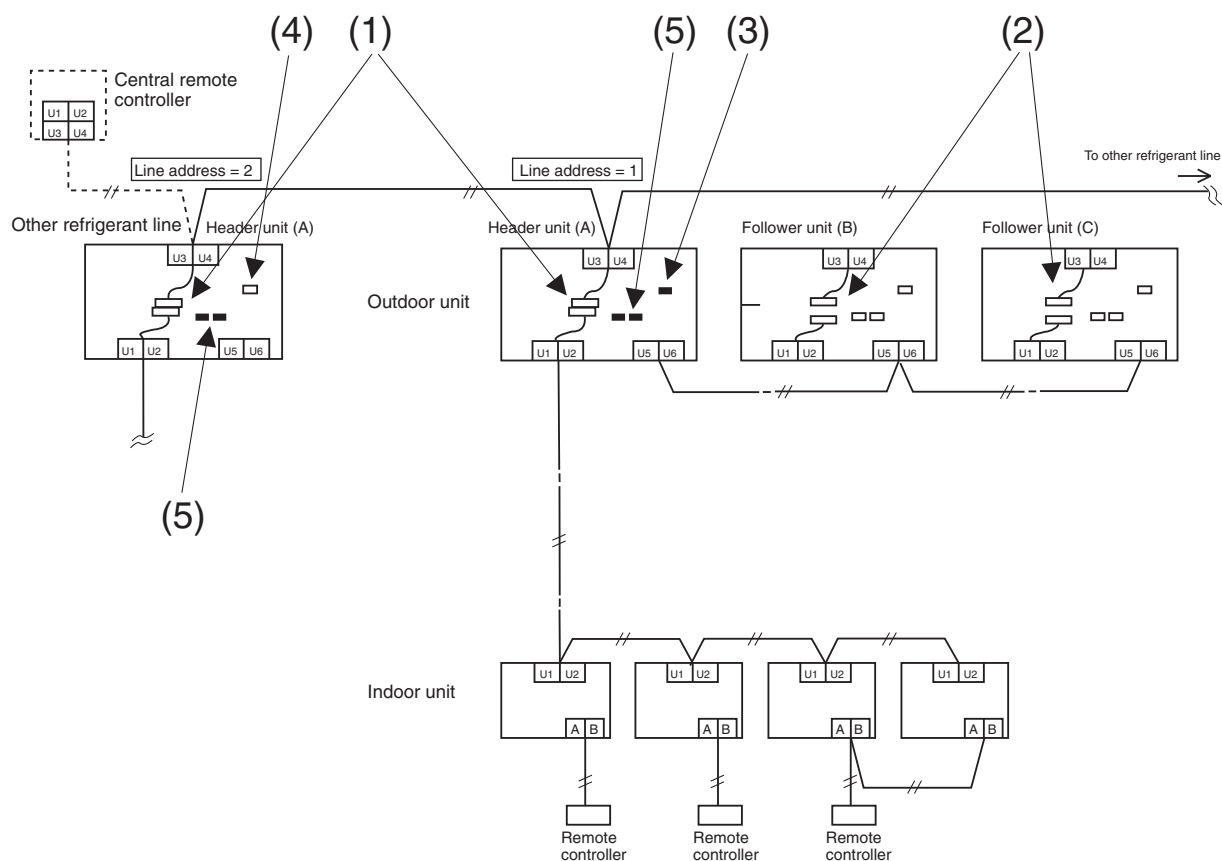 (4) (1) (5) (3) (2)
Central remote
controller
U1 U2
U3 U4
Line address = 2
Line address = 1
To other refrigerant line
Other refrigerant line
Header unit (A)
Header unit (A)
Follower unit (B)
Follower unit (C)
U3 U4
U3 U4
U3 U4
U3 U4
Outdoor unit
U1 U2 U5 U6
U1 U2 U5 U6
U1 U2 U5 U6
U1 U2 U5 U6
(5)
Indoor unit
U1 U2
U1 U2
U1 U2
U1 U2
A B
A B
A B
A B
Remote
controller
Remote
controller
Remote
controller